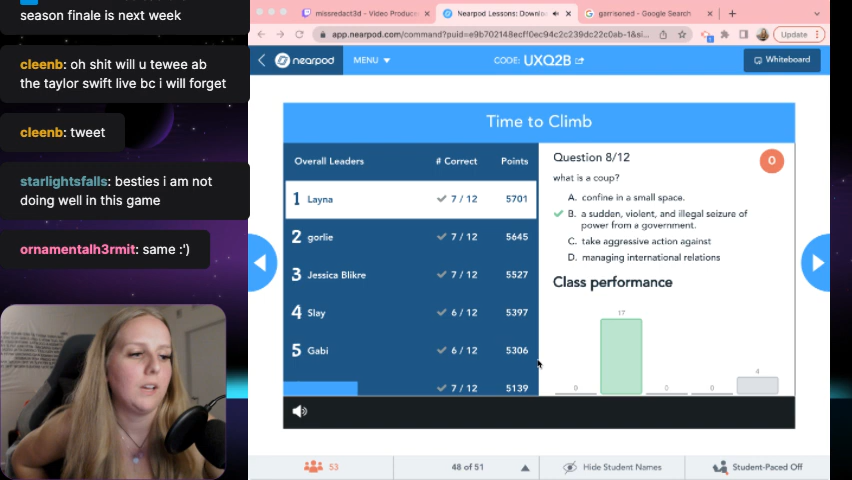 season finale is next week
cleenb: oh shit will u tewee ab
the taylor swift live bc i will forget
cleenb: tweet
starlightsfalls: besties i am not
doing well in this game
ornamentalh3rmit: same :')
missredact3d - Video Produce
Nearpod Lessons: Downl
garrisoned - Google Search
app.nearpod.com/command?puid=e9b702148ecff0ec94c2c239dc22c0ab-1&si...
Update
nearpod
MENU
CODE: UXQ2B
Whiteboard
Time to Climb
Overall Leaders # Correct Points
1 Layna 7 / 12 5701
2 gorlie 7 / 12 5645
3 Jessica Blikre 7 / 12 5527
4 Slay 6 / 12 5397
5 Gabi 6 / 12 5306
7 / 12 5139
Question 8/12
0
what is a coup?
A. confine in a small space.
B. a sudden, violent, and illegal seizure of
power from a government.
C. take aggressive action against
D. managing international relations
Class performance
0 17 0 0 4
53
48 of 51
Hide Student Names
Student-Paced Off